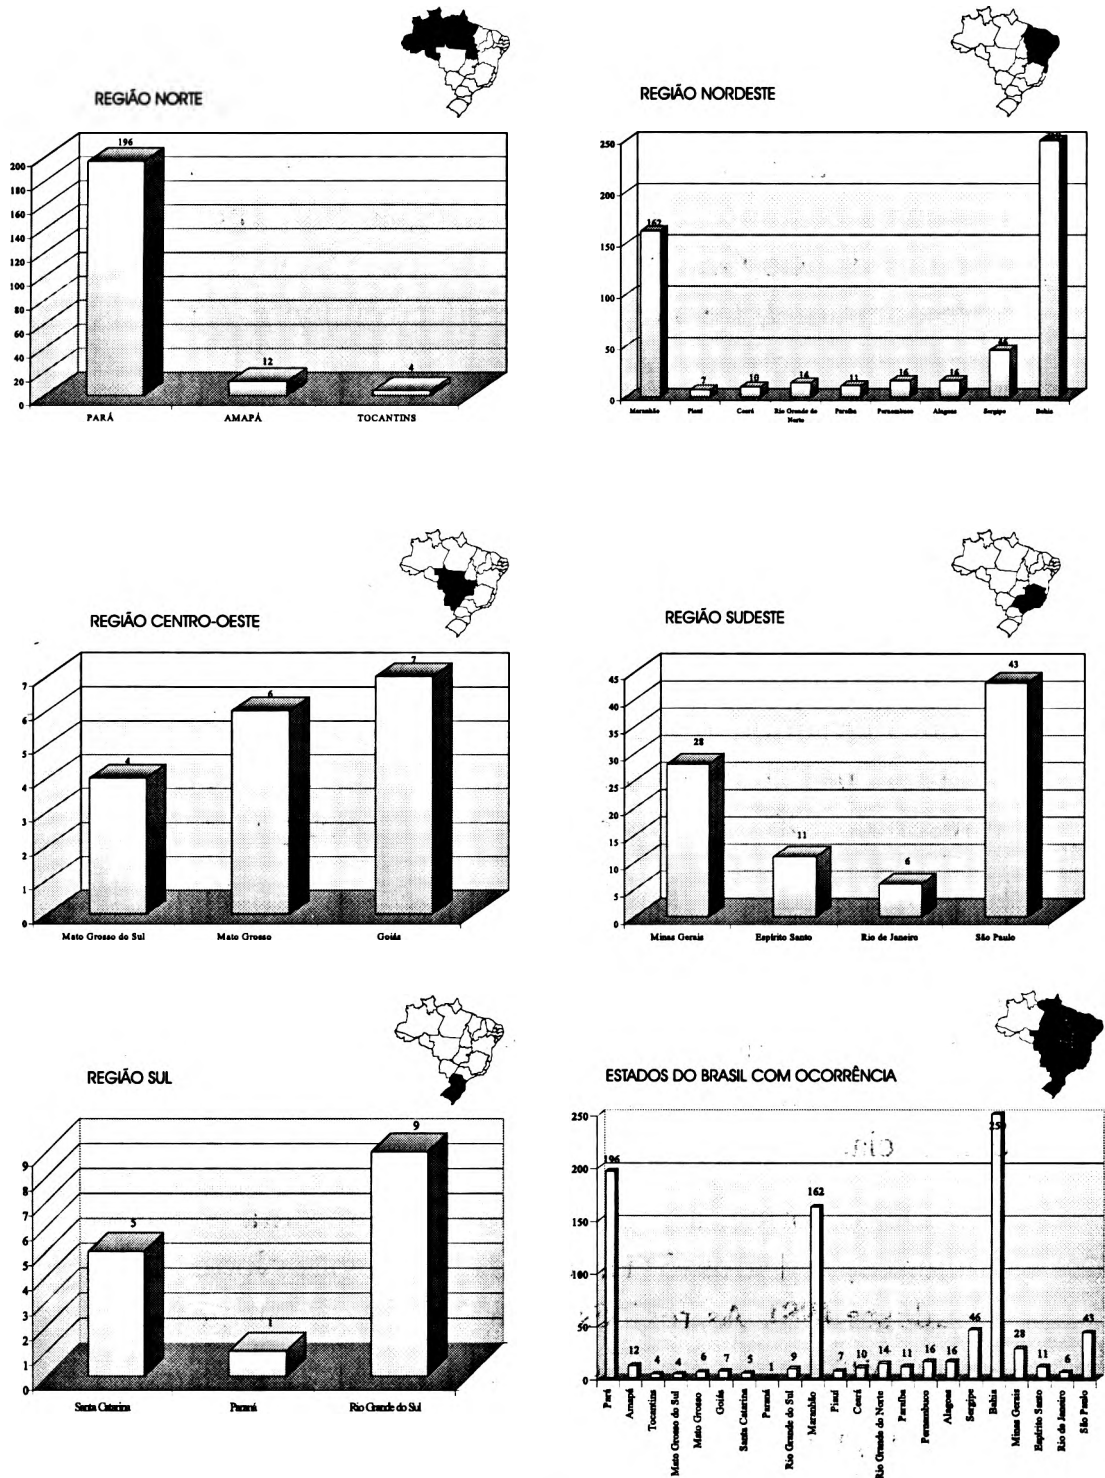 REGIÃO NORTE
196
12
4
200
180
160
140
120
100
80
60
40
20
0
PARÁ AMAPÁ TOCANTINS
REGIÃO NORDESTE
250
200
150
100
50
0
162
7
10
16
11
16
16
Maranhão Piauí Ceará Rio Grande do Norte Paraíba Pernambuco Alagoas Sergipe Bahia
REGIÃO CENTRO-OESTE
7
6
5
4
3
2
1
0
4
6
7
Mato Grosso do Sul Mato Grosso Goiás
REGIÃO SUDESTE
45
40
35
30
25
20
15
10
5
0
28
11
6
43
Minas Gerais Espírito Santo Rio de Janeiro São Paulo
REGIÃO SUL
9
8
7
6
5
4
3
2
1
0
5
1
9
Santa Catarina Paraná Rio Grande do Sul
ESTADOS DO BRASIL COM OCORRÊNCIA
250
200
150
100
50
0
196
12
4
4
6
7
5
1
9
162
7
10
14
11
16
16
46
250
28
11
6
43
Pará
Amapá
Tocantins
Mato Grosso do Sul
Mato Grosso
Goiás
Santa Catarina
Paraná
Rio Grande do Sul
Maranhão
Piauí
Ceará
Rio Grande do Norte
Paraíba
Pernambuco
Alagoas
Sergipe
Bahia
Minas Gerais
Espírito Santo
Rio de Janeiro
São Paulo